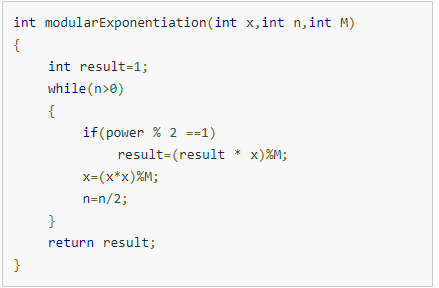 int modularExponentiation(int x,int n,int M)
{
    int result=1;
    while(n>0)
    {
        if(power % 2 ==1)
            result=(result * x)%M;
        x=(x*x)%M;
        n=n/2;
    }
    return result;
}